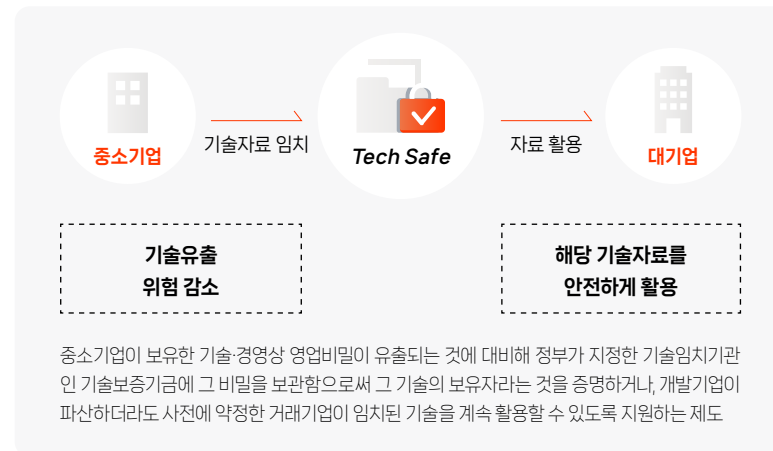 중소기업
기술자료 임치
Tech Safe
자료 활용
대기업
기술유출
위험 감소
해당 기술자료를
안전하게 활용
중소기업이 보유한 기술·경영상 영업비밀이 유출되는 것에 대비해 정부가 지정한 기술임치기관
인 기술보증기금에 그 비밀을 보관함으로써 그 기술의 보유자라는 것을 증명하거나, 개발기업이
파산하더라도 사전에 약정한 거래기업이 임치된 기술을 계속 활용할 수 있도록 지원하는 제도